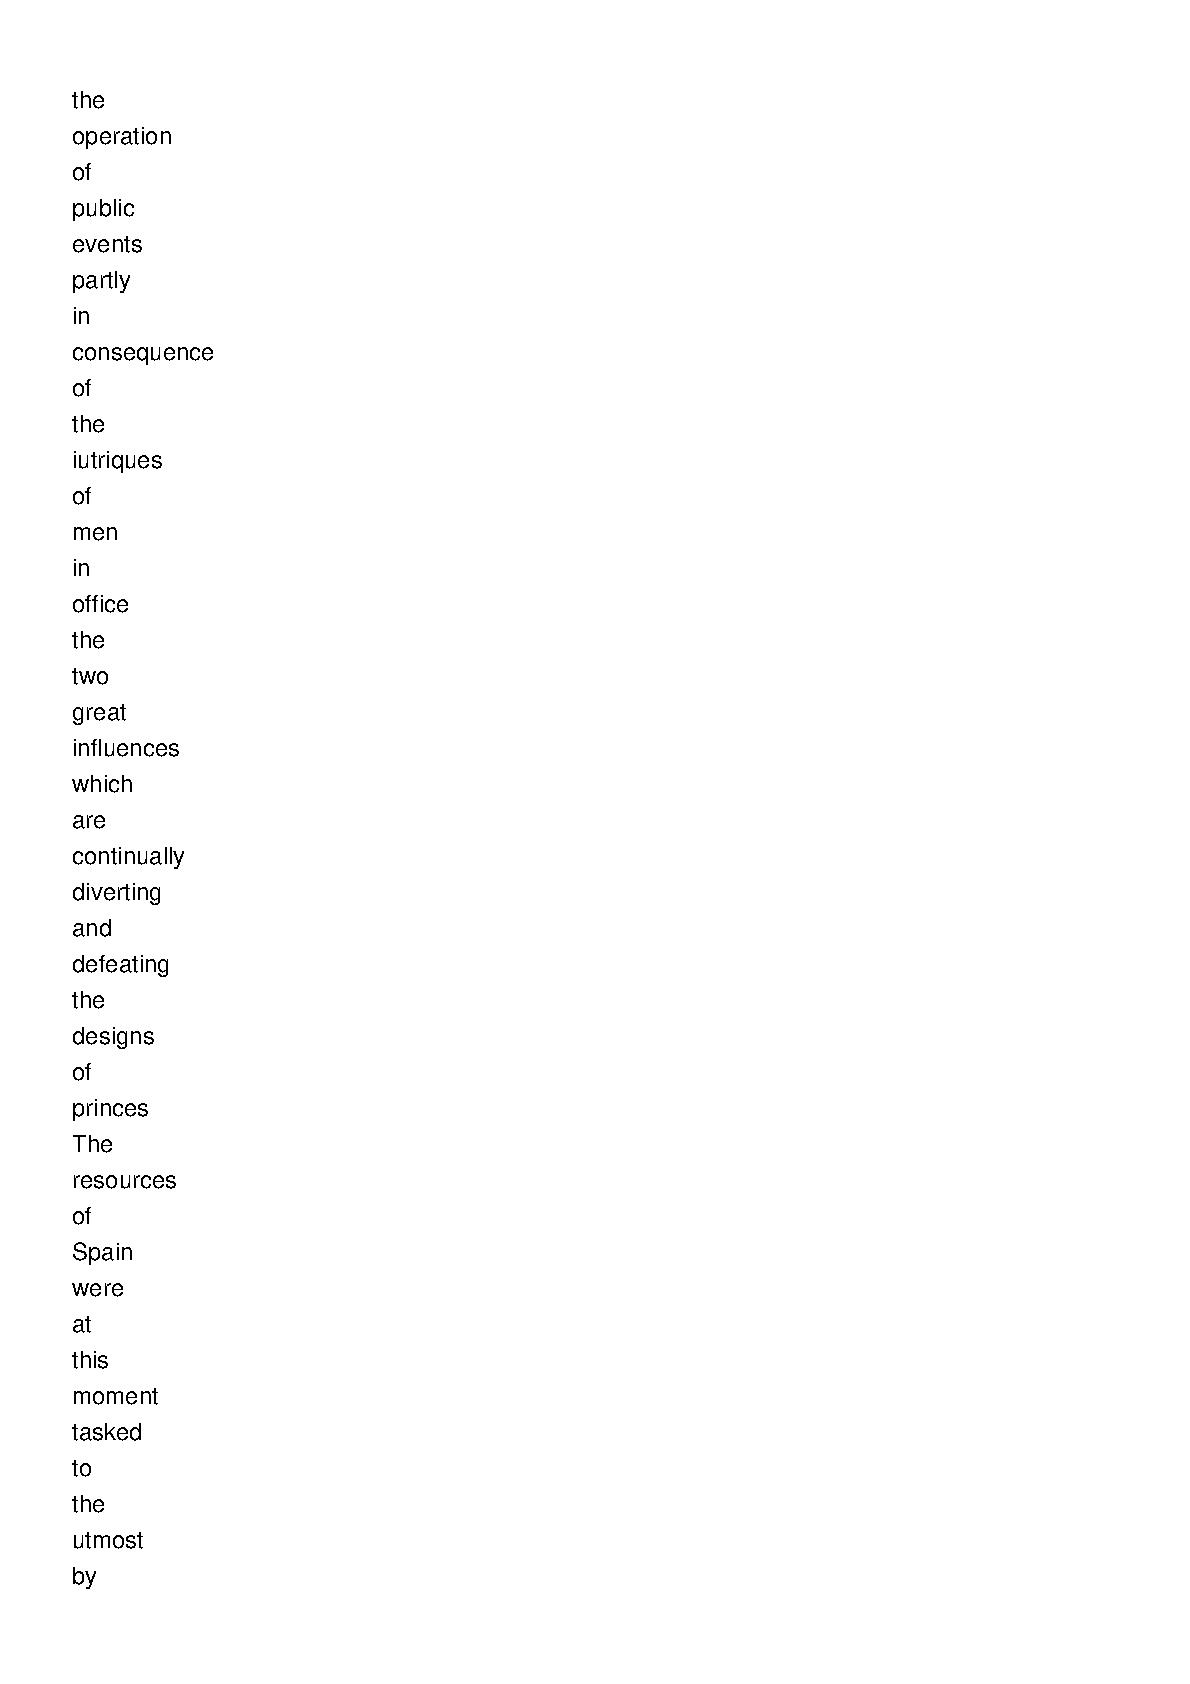 the
operation
of
public
events
partly
in
consequence
of
the
iutriques
of
men
in
office
the
two
great
influences
which
are
continually
diverting
and
defeating
the
designs
of
princes
The
resources
of
Spain
were
at
this
moment
tasked
to
the
utmost
by